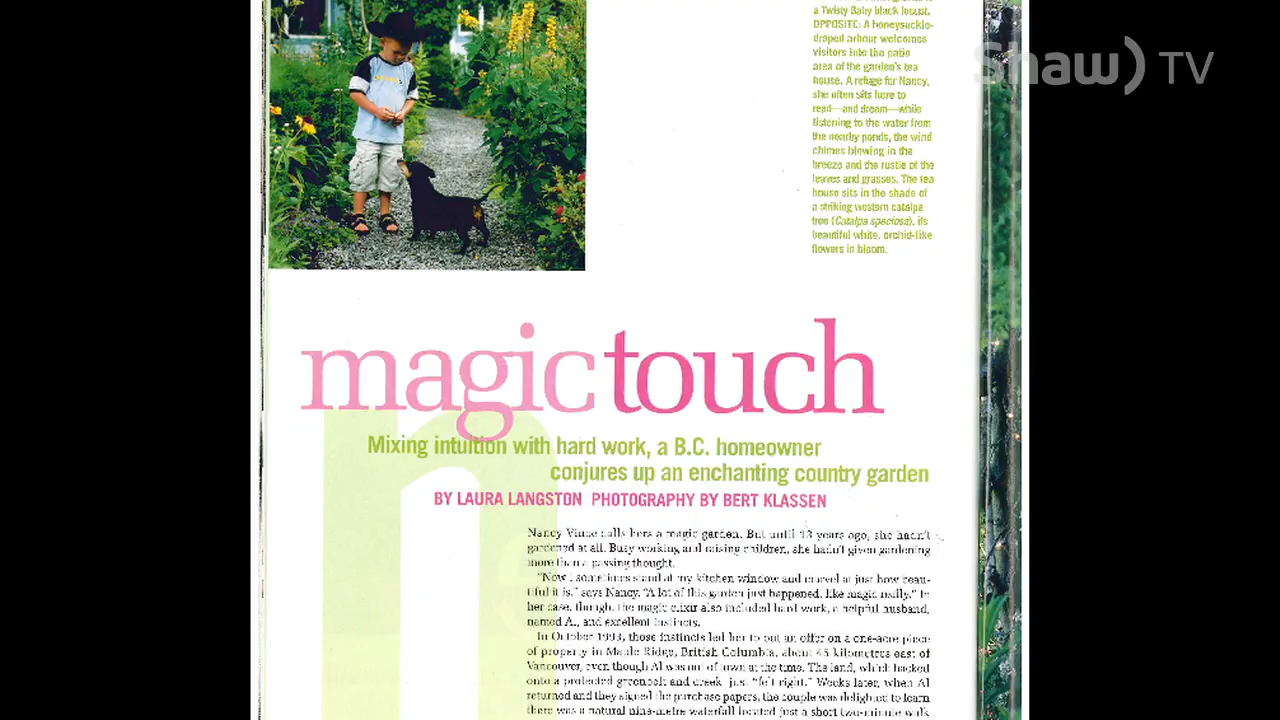 a Twisty Baby black locust.
OPPOSITE: A honeysuckle-
draped arbour welcomes
visitors into the patio
area of the garden's tea
house. A refuge for Nancy,
she often sits here to
read—and dream—while
listening to the water from
the nearby ponds, the wind
chimes blowing in the
breeze and the rustle of the
leaves and grasses. The tea
house sits in the shade of
a striking western catalpa
tree (Catalpa speciosa), its
beautiful white, orchid-like
flowers in bloom.
Shaw) TV
magic touch
Mixing intuition with hard work, a B.C. homeowner
conjures up an enchanting country garden
BY LAURA LANGSTON PHOTOGRAPHY BY BERT KLASSEN
n
Nancy calls hers a magic garden. But until 13 years ago, she hadn't
gardened at all. Busy working and raising children, she hadn't given gardening
more than a passing thought.
"Now I sometimes stand at my kitchen window and marvel at just how beau-
tiful it is," says Nancy. "A lot of this garden just happened, like magic really." In
her case, though, the magic elixir also included hard work, a helpful husband,
named Al, and excellent instincts.
In October 1993, those instincts led her to put an offer on a one-acre piece
of property in Maple Ridge, British Columbia, about 45 kilometres east of
Vancouver, even though Al was out of town at the time. The land, which backed
onto a protected greenbelt and creek, just "felt right." Weeks later, when Al
returned and they signed the purchase papers, the couple was delighted to learn
there was a natural nine-metre waterfall located just a short two-minute walk